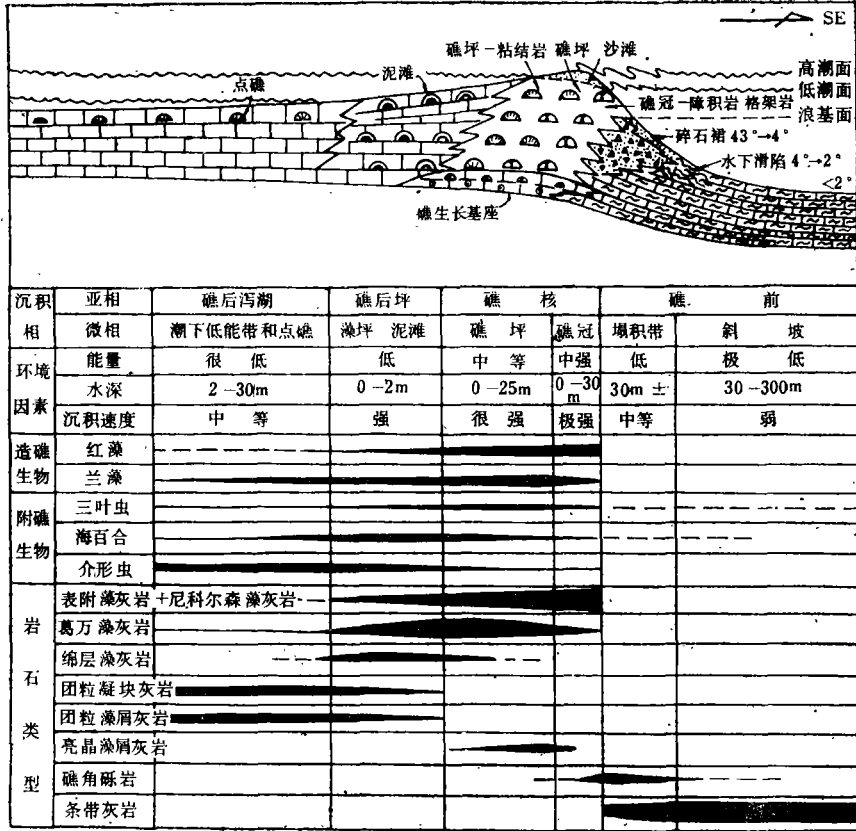 SE
礁坪-粘结岩 礁坪 沙滩
泥滩
高潮面
点礁
低潮面
礁冠-障积岩 格架岩
浪基面
碎石裙 43°→4°
水下滑陷 4°→2°
<2°
礁生长基座
沉积相 亚相 礁后泻湖 礁后坪 礁核 礁前
微相 潮下低能带和点礁 藻坪 泥滩 礁坪 礁冠 塌积带 斜坡
环境因素 能量 很低 低 中等 中强 低 极低
水深 2-30m 0-2m 0-25m 0-30m 30m± 30-300m
沉积速度 中等 强 很强 极强 中等 弱
造礁生物 红藻
兰藻
附礁生物 三叶虫
海百合
介形虫
岩石类型 表附藻灰岩+尼科尔森藻灰岩
葛万藻灰岩
绵层藻灰岩
团粒凝块灰岩
团粒藻屑灰岩
亮晶藻屑灰岩
礁角砾岩
条带灰岩